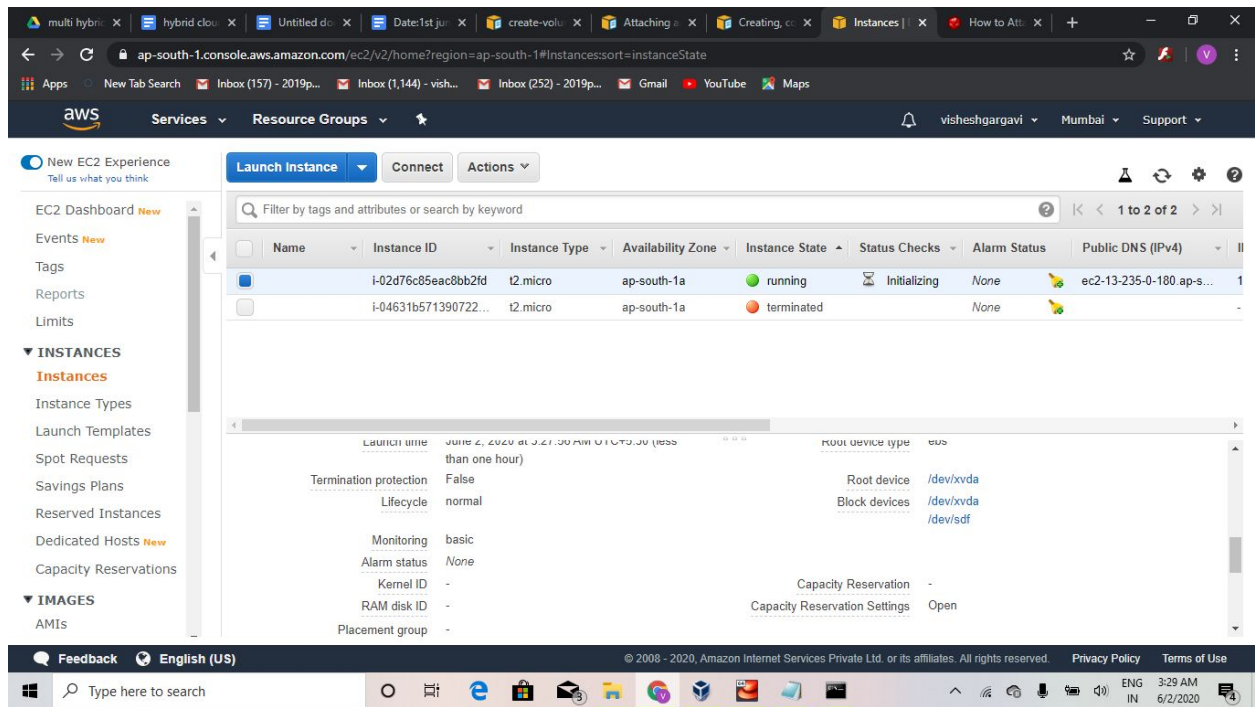 multi hybri
hybrid clou
Untitled do
Date:1st jur
create-volu
Attaching a
Creating, co
Instances |
How to Atta
ap-south-1.console.aws.amazon.com/ec2/v2/home?region=ap-south-1#Instances:sort=instanceState
Apps New Tab Search Inbox (157) - 2019p... Inbox (1,144) - vish... Inbox (252) - 2019p... Gmail YouTube Maps
aws Services Resource Groups visheshgargavi Mumbai Support
New EC2 Experience
Tell us what you think
EC2 Dashboard New
Events New
Tags
Reports
Limits
INSTANCES
Instances
Instance Types
Launch Templates
Spot Requests
Savings Plans
Reserved Instances
Dedicated Hosts New
Capacity Reservations
IMAGES
AMIs
Launch Instance Connect Actions
Filter by tags and attributes or search by keyword 1 to 2 of 2
Name Instance ID Instance Type Availability Zone Instance State Status Checks Alarm Status Public DNS (IPv4)
i-02d76c85eac8bb2fd t2.micro ap-south-1a running Initializing None ec2-13-235-0-180.ap-s... 1
i-04631b571390722... t2.micro ap-south-1a terminated None -
Launch time June 2, 2020 at 3:27:56 AM UTC+5:30 (less than one hour) Root device type ebs
Termination protection False Root device /dev/xvda
Lifecycle normal Block devices /dev/xvda
/dev/sdf
Monitoring basic
Alarm status None
Kernel ID - Capacity Reservation -
RAM disk ID - Capacity Reservation Settings Open
Placement group -
Feedback English (US) © 2008 - 2020, Amazon Internet Services Private Ltd. or its affiliates. All rights reserved. Privacy Policy Terms of Use
Type here to search
3
V
ENG
IN
3:29 AM
6/2/2020
4